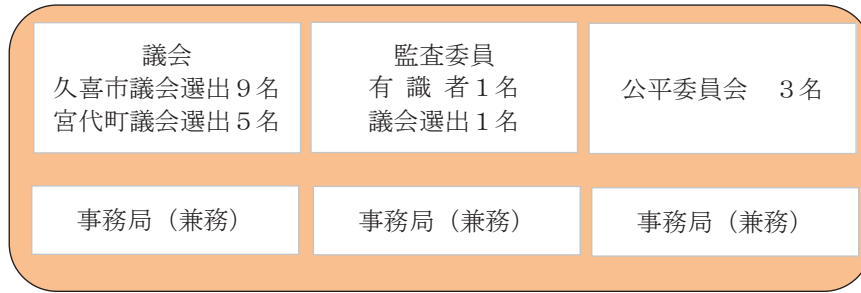 議会
久喜市議会選出９名
宮代町議会選出５名
監査委員
有 識 者１名
議会選出１名
公平委員会　３名
事務局（兼務）
事務局（兼務）
事務局（兼務）